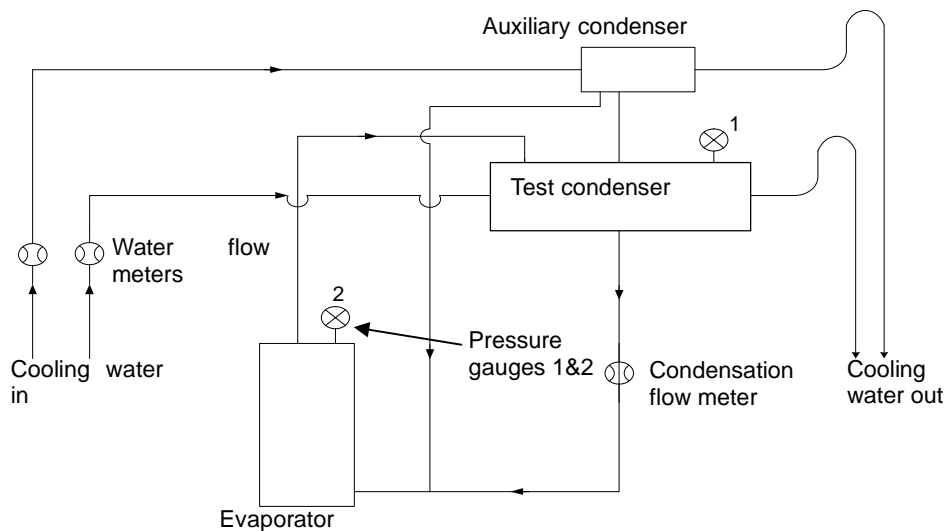 Auxiliary condenser
1
Test condenser
Water flow
meters
2
Pressure
gauges 1&2
Cooling water
in
Condensation
flow meter
Cooling
water out
Evaporator